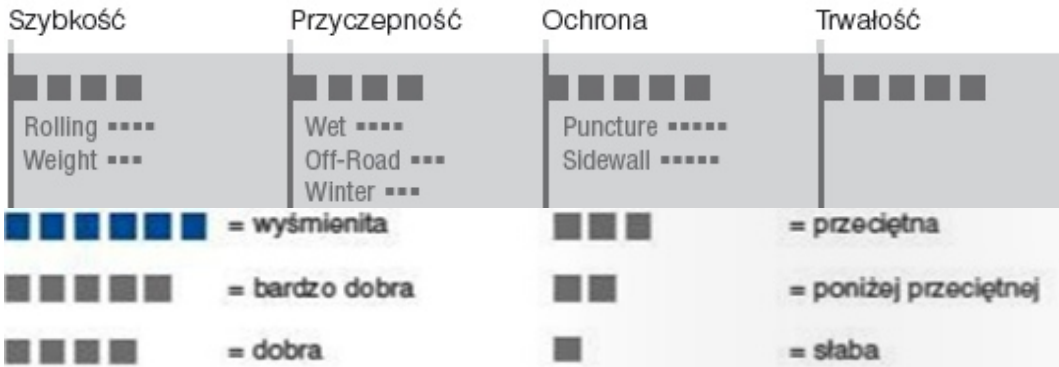 Szybkość
Przyczepność
Ochrona
Trwałość
Rolling
Weight
Wet
Off-Road
Winter
Puncture
Sidewall
= wyśmienita
= przeciętna
= bardzo dobra
= poniżej przeciętnej
= dobra
= słaba